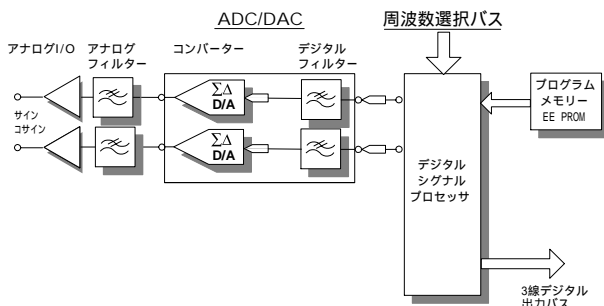 ADC/DAC
周波数選択バス
アナログI/O
アナログ
フィルター
コンバーター
デジタル
フィルター
ΣΔ
D/A
サイン
コサイン
ΣΔ
D/A
デジタル
シグナル
プロセッサ
プログラム
メモリー
EE PROM
3線デジタル
出力バス